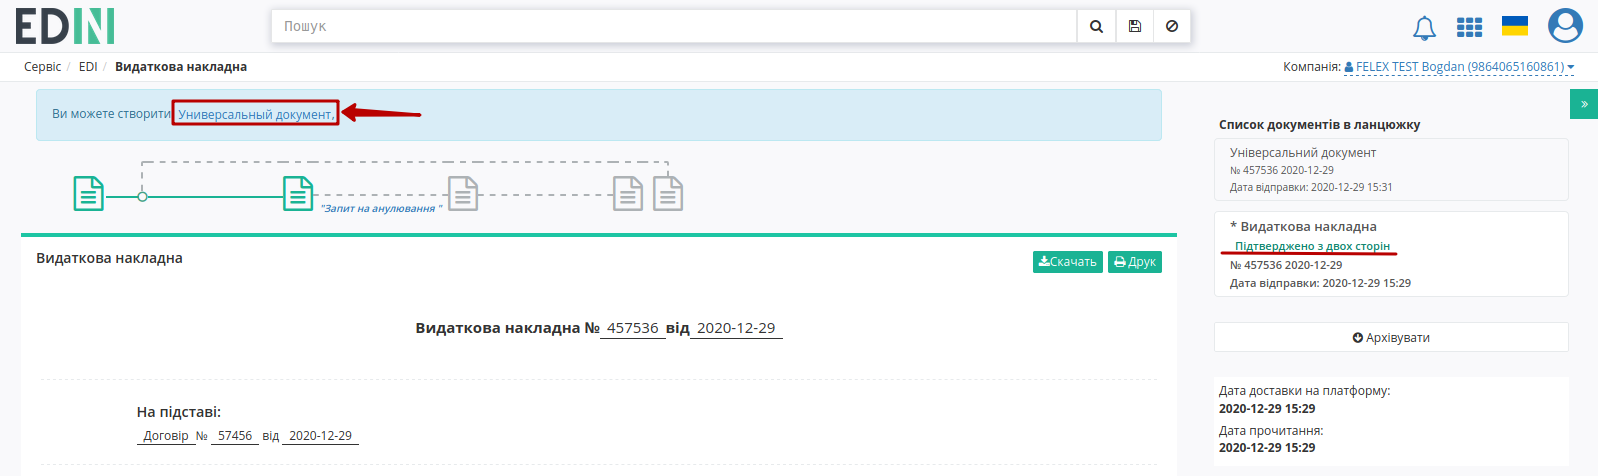 EDIN
Пошук
Сервіс / EDI / Видаткова накладна
Компанія: FELEX TEST Bogdan (9864065160861)
Ви можете створити Универсальный документ,
"Запит на анулювання "
Видаткова накладна
Скачать Друк
Видаткова накладна № 457536 від 2020-12-29
На підставі:
Договір № 57456 від 2020-12-29
»
Список документів в ланцюжку
Універсальний документ
№ 457536 2020-12-29
Дата відправки: 2020-12-29 15:31
* Видаткова накладна
Підтверджено з двох сторін
№ 457536 2020-12-29
Дата відправки: 2020-12-29 15:29
Архівувати
Дата доставки на платформу:
2020-12-29 15:29
Дата прочитання:
2020-12-29 15:29